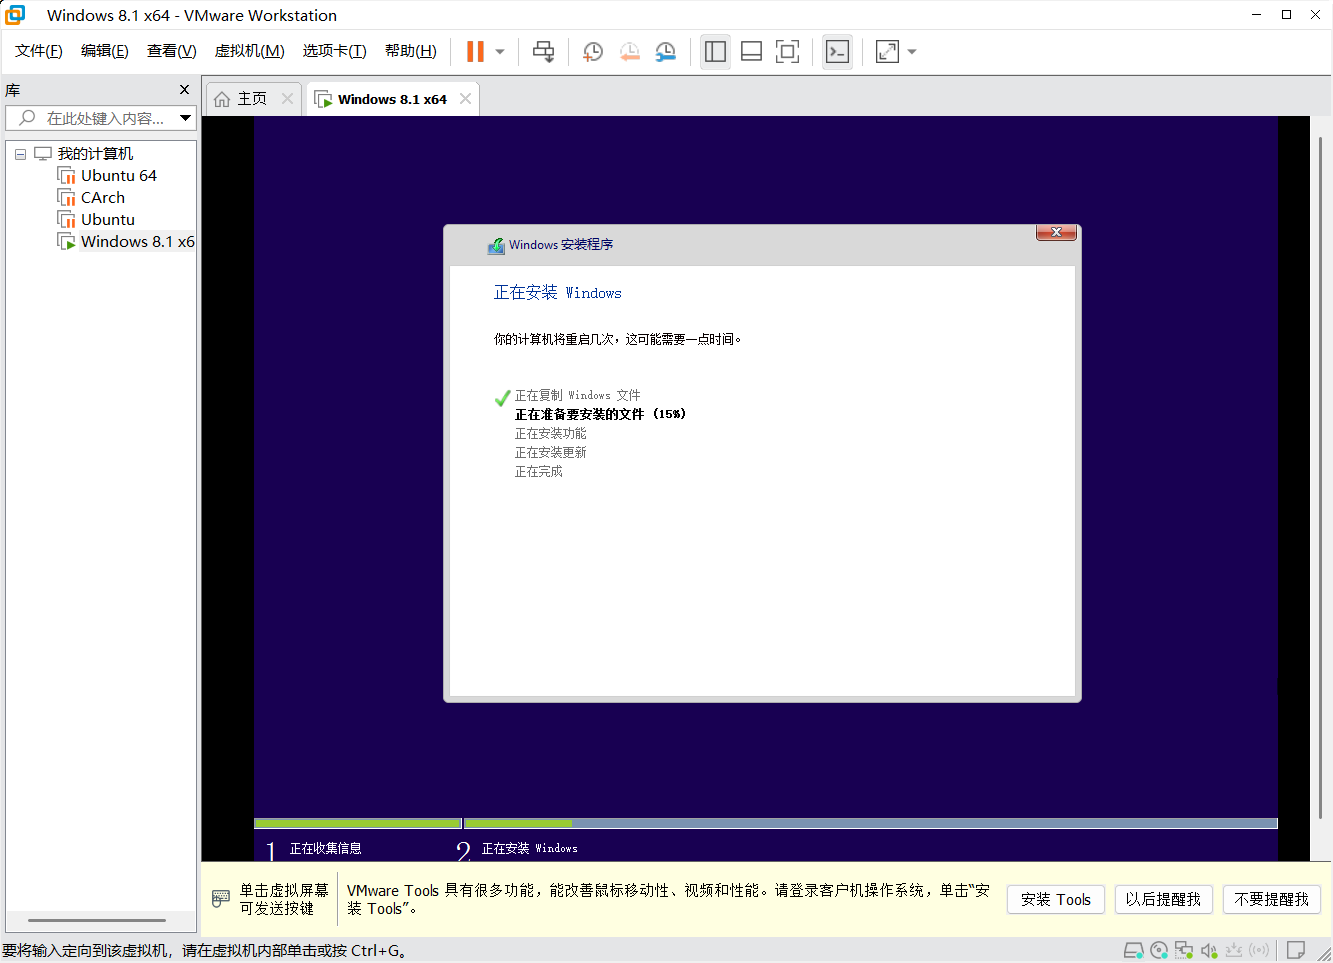 Windows 8.1 x64 - VMware Workstation
文件(F) 编辑(E) 查看(V) 虚拟机(M) 选项卡(T) 帮助(H)
库
在此处键入内容...
我的计算机
Ubuntu 64
CArch
Ubuntu
Windows 8.1 x6
主页
Windows 8.1 x64
Windows 安装程序
正在安装 Windows
你的计算机将重启几次，这可能需要一点时间。
正在复制 Windows 文件
正在准备要安装的文件 (15%)
正在安装功能
正在安装更新
正在完成
1 正在收集信息
2 正在安装 Windows
单击虚拟屏幕
可发送按键
VMware Tools 具有很多功能，能改善鼠标移动性、视频和性能。请登录客户机操作系统，单击“安
装 Tools”。
安装 Tools
以后提醒我
不要提醒我
要将输入定向到该虚拟机，请在虚拟机内部单击或按 Ctrl+G。